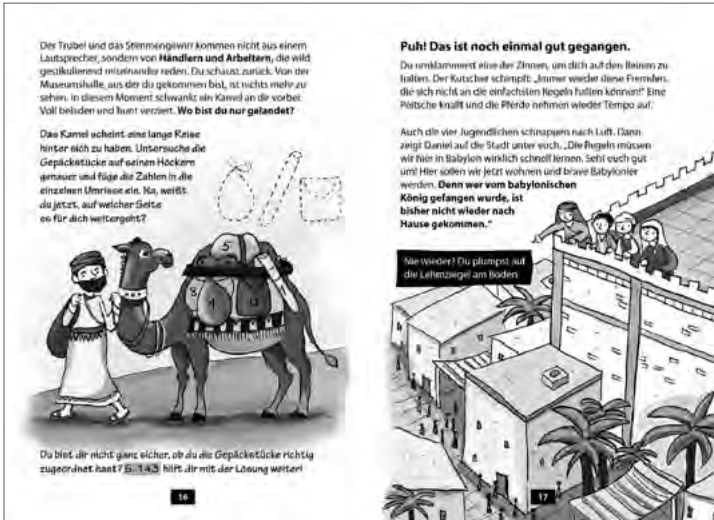 Der Trubel und das Stimmengewirr kommen nicht aus einem
Lautsprecher, sondern von Händlern und Arbeitern, die wild
gestikulierend miteinander reden. Du schaust zurück. Von der
Museumshalle, aus der du gekommen bist, ist nichts mehr zu
sehen. In diesem Moment schwankt ein Kamel an dir vorbei.
Voll beladen und bunt verziert. Wo bist du nur gelandet?
Das Kamel scheint eine lange Reise
hinter sich zu haben. Untersuche die
Gepäckstücke auf seinen Höckern
genauer und füge die Zahlen in die
einzelnen Umrisse ein. Na, weißt
du jetzt, auf welcher Seite
es für dich weitergeht?
5
8
1
Du bist dir nicht ganz sicher, ob du die Gepäckstücke richtig
zugeordnet hast? S. 143 hilft dir mit der Lösung weiter!
16
Puh! Das ist noch einmal gut gegangen.
Du umklammerst eine der Zinnen, um dich auf den Beinen zu
halten. Der Kutscher schimpft: „Immer wieder diese Fremden,
die sich nicht an die einfachsten Regeln halten können!“ Eine
Peitsche knallt und die Pferde nehmen wieder Tempo auf.
Auch die vier Jugendlichen schnappen nach Luft. Dann
zeigt Daniel auf die Stadt unter euch. „Die Regeln müssen
wir hier in Babylon wirklich schnell lernen. Seht euch gut
um! Hier sollen wir jetzt wohnen und brave Babylonier
werden. Denn wer vom babylonischen
König gefangen wurde, ist
bisher nicht wieder nach
Hause gekommen.“
Nie wieder? Du plumpst auf
die Lehmziegel am Boden.
17